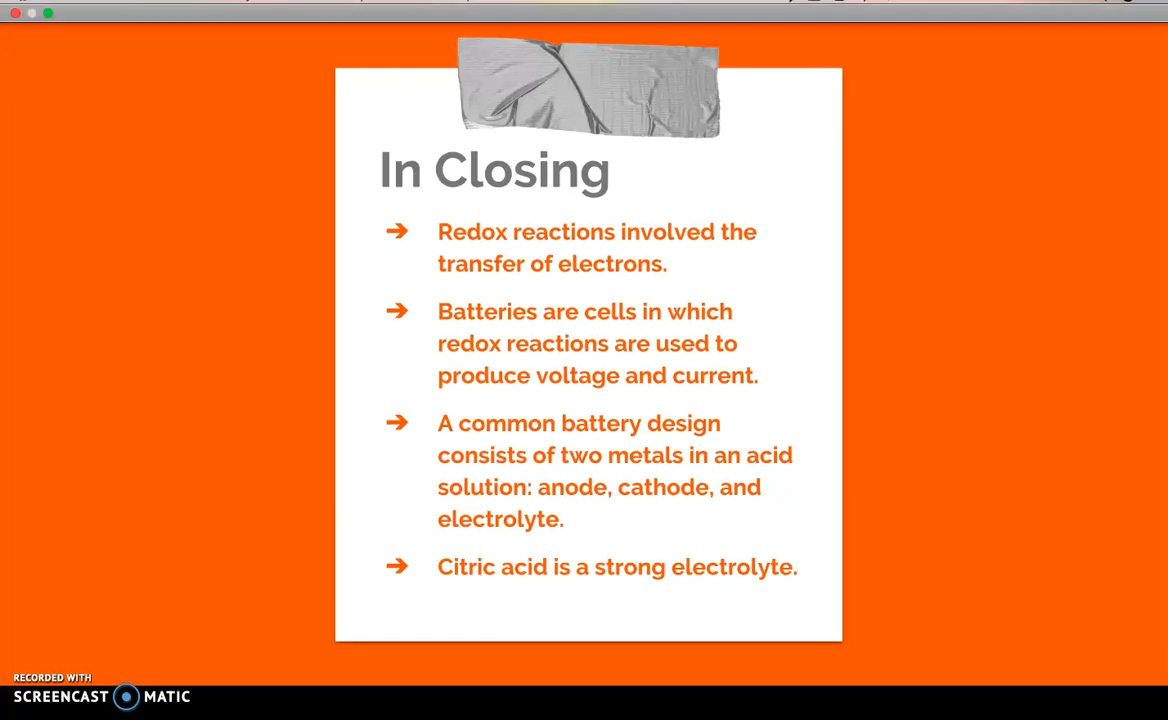 In Closing
➔ Redox reactions involved the
transfer of electrons.
➔ Batteries are cells in which
redox reactions are used to
produce voltage and current.
➔ A common battery design
consists of two metals in an acid
solution: anode, cathode, and
electrolyte.
➔ Citric acid is a strong electrolyte.
RECORDED WITH
SCREENCAST MATIC